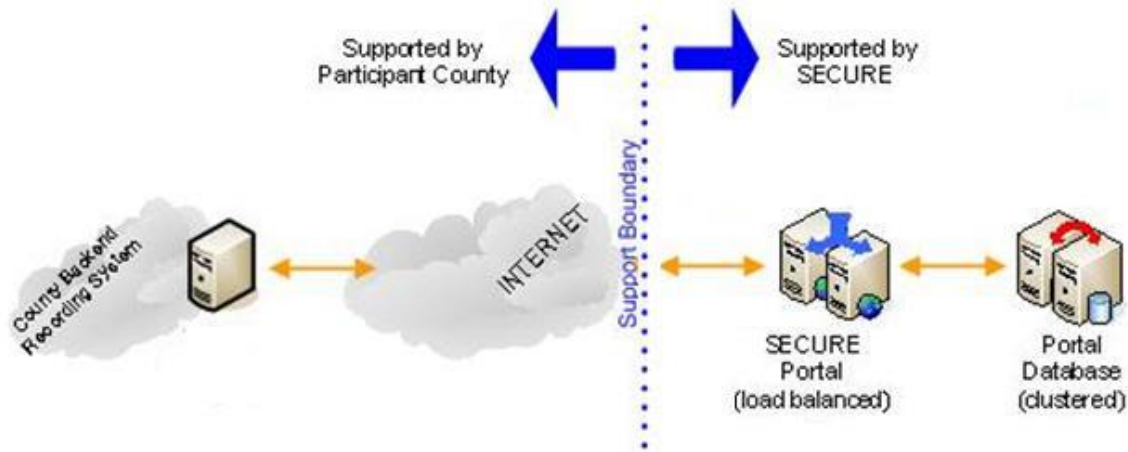 Supported by
Participant County
Supported by
SECURE
County Backend
Recording System
INTERNET
Support Boundary
SECURE
Portal
(load balanced)
Portal
Database
(clustered)